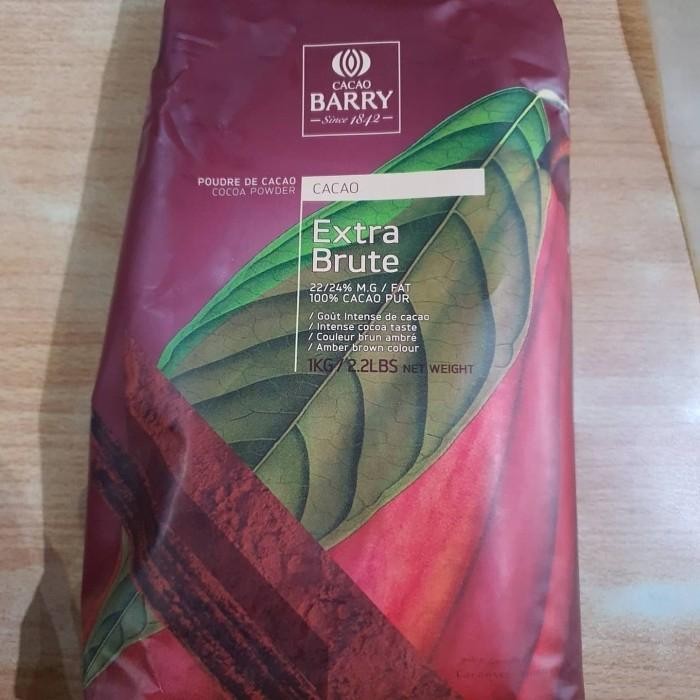 CACAO
BARRY
Since 1842
POUDRE DE CACAO
COCOA POWDER
CACAO
Extra
Brute
22/24% M.G / FAT
100% CACAO PUR
/ Goût Intense de cacao
/ Intense cocoa taste
/ Couleur brun ambré
/ Amber brown colour
1KG / 2.2LBS NET WEIGHT